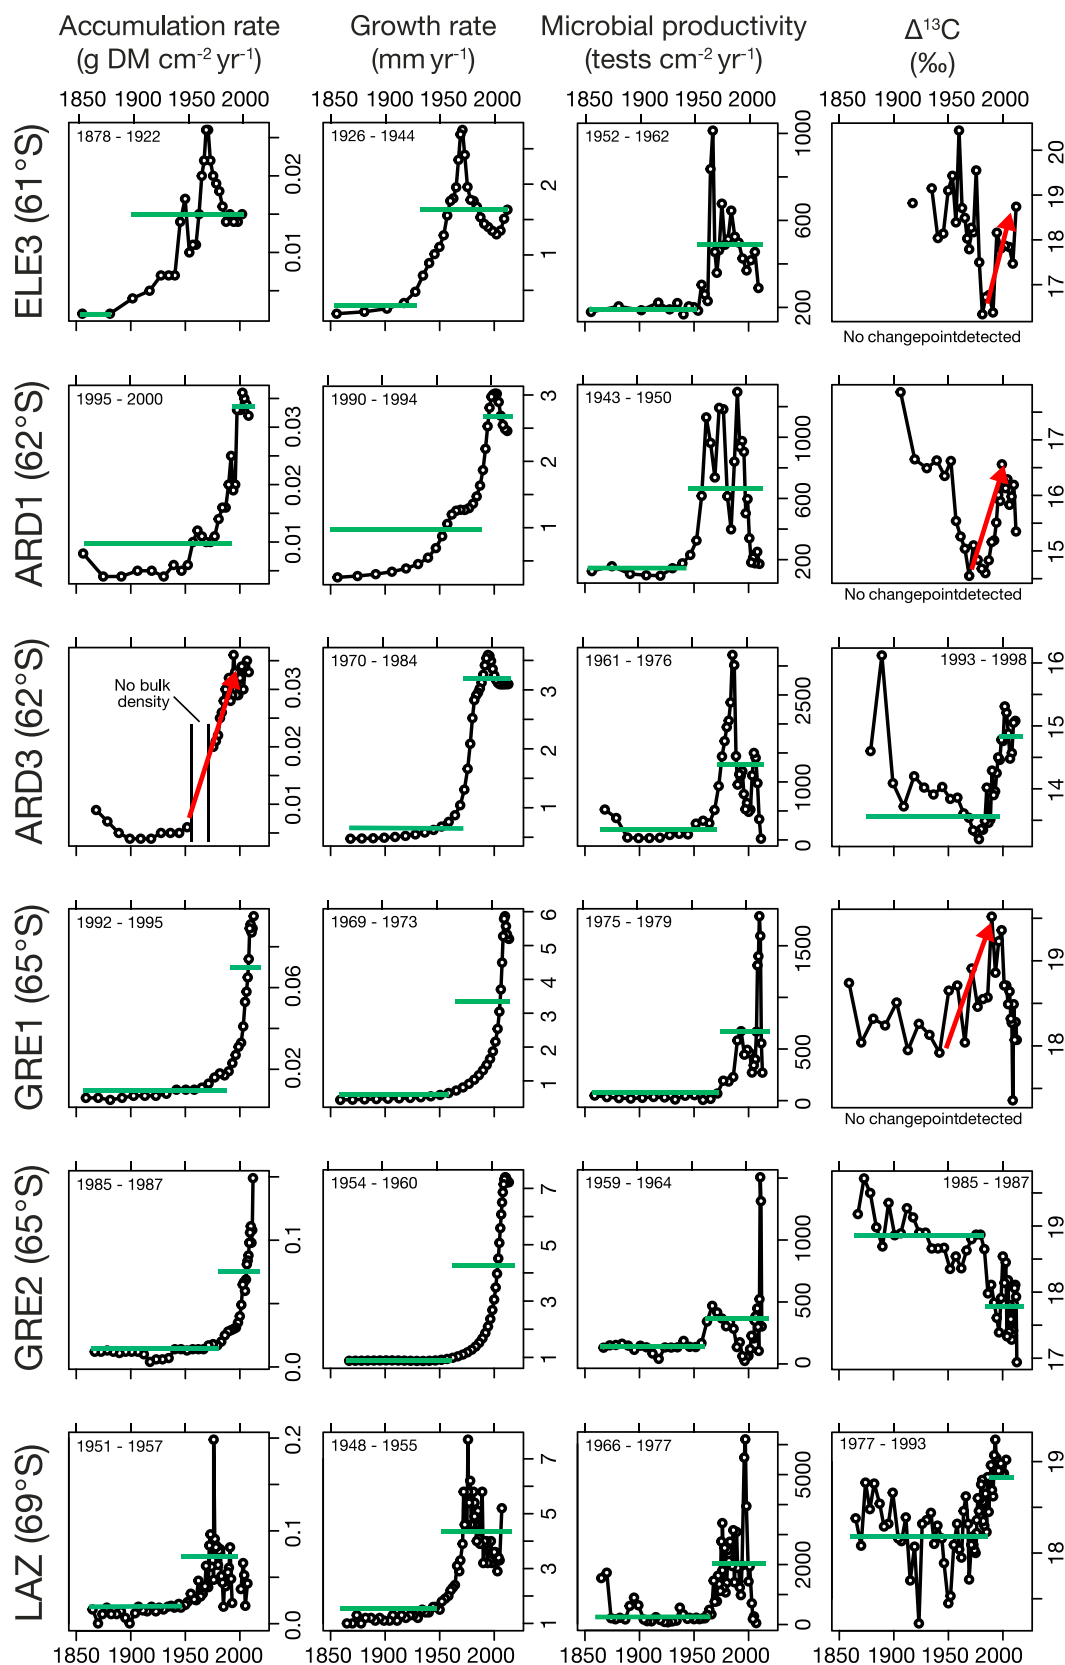 Accumulation rate Growth rate Microbial productivity Δ¹³C
(g DM cm⁻² yr⁻¹) (mm yr⁻¹) (tests cm⁻² yr⁻¹) (‰)
1850 1900 1950 2000 1850 1900 1950 2000 1850 1900 1950 2000 1850 1900 1950 2000
ELE3 (61°S)
1878 - 1922
0.01 0.02
1926 - 1944
1 2
1952 - 1962
200 600 1000
17 18 19 20
No changepointdetected
ARD1 (62°S)
1995 - 2000
0.01 0.02 0.03
1990 - 1994
1 2 3
1943 - 1950
200 600 1000
15 16 17
No changepointdetected
ARD3 (62°S)
No bulk
density
0.01 0.02 0.03
1970 - 1984
1 2 3
1961 - 1976
0 1000 2500
1993 - 1998
14 15 16
GRE1 (65°S)
1992 - 1995
0.02 0.06
1969 - 1973
1 2 3 4 5 6
1975 - 1979
0 500 1500
18 19
No changepointdetected
GRE2 (65°S)
1985 - 1987
0.0 0.1
1954 - 1960
1 3 5 7
1959 - 1964
0 500 1000
1985 - 1987
17 18 19
LAZ (69°S)
1951 - 1957
0.0 0.1 0.2
1948 - 1955
1 3 5 7
1966 - 1977
0 2000 5000
1977 - 1993
18 19
1850 1900 1950 2000 1850 1900 1950 2000 1850 1900 1950 2000 1850 1900 1950 2000